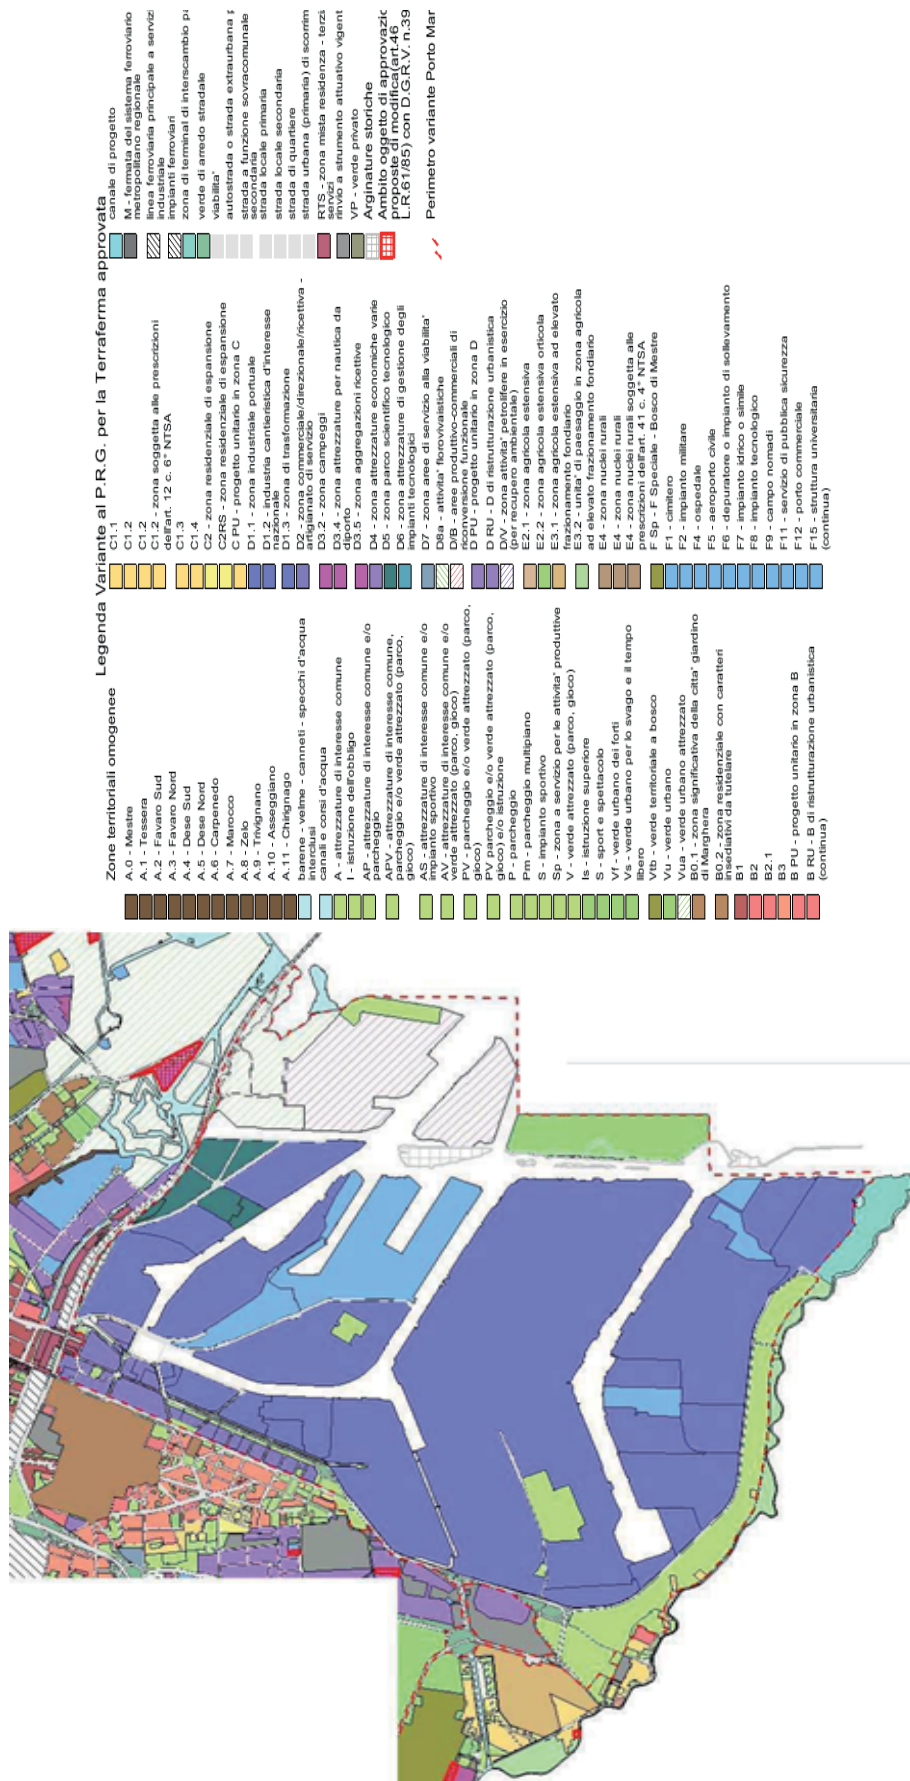 Legenda Variante al P.R.G. per la Terraferma approvata
Zone territoriali omogenee
A.0 - Mestre
A.1 - Tessera
A.2 - Favaro Sud
A.3 - Favaro Nord
A.4 - Dese Sud
A.5 - Dese Nord
A.6 - Carpenedo
A.7 - Marocco
A.8 - Zelo
A.9 - Trivignano
A.10 - Asseggiano
A.11 - Chirignago
barene - velme - canneti - specchi d'acqua
interclusi
canali e corsi d'acqua
A - attrezzature di interesse comune
I - istruzione dell'obbligo
AP - attrezzature di interesse comune e/o
parcheggio
APV - attrezzature di interesse comune,
parcheggio e/o verde attrezzato (parco,
gioco)
AS - attrezzature di interesse comune e/o
impianto sportivo
AV - attrezzature di interesse comune e/o
verde attrezzato (parco, gioco)
PV - parcheggio e/o verde attrezzato (parco,
gioco)
PV parcheggio e/o verde attrezzato (parco,
gioco) e/o istruzione
P - parcheggio
Pm - parcheggio multipiano
S - impianto sportivo
Sp - zona a servizio per le attivita' produttive
V - verde attrezzato (parco, gioco)
Is - istruzione superiore
S - sport e spettacolo
Vf - verde urbano dei forti
Vs - verde urbano per lo svago e il tempo
libero
Vtb - verde territoriale a bosco
Vu - verde urbano
Vua - verde urbano attrezzato
B0.1 - zona significativa della citta' giardino
di Marghera
B0.2 - zona residenziale con caratteri
insediativi da tutelare
B1
B2
B2.1
B3
B PU - progetto unitario in zona B
B RU - B di ristrutturazione urbanistica
(continua)
C1.1
C1.2
C1.2
C1.2 - zona soggetta alle prescrizioni
dell'art. 12 c. 6° NTSA
C1.3
C1.4
C2 - zona residenziale di espansione
C2RS - zona residenziale di espansione
C PU - progetto unitario in zona C
D1.1 - zona industriale portuale
D1.2 - industria cantieristica d'interesse
nazionale
D1.3 - zona di trasformazione
D2 - zona commerciale/direzionale/ricettiva -
artigianato di servizio
D3.2 - zona campeggi
D3.4 - zona attrezzature per nautica da
diporto
D3.5 - zona aggregazioni ricettive
D4 - zona attrezzature economiche varie
D5 - zona parco scientifico tecnologico
D6 - zona attrezzature di gestione degli
impianti tecnologici
D7 - zona aree di servizio alla viabilita'
D8a - attivita' florovivaistiche
D/B - aree produttivo-commerciali di
riconversione funzionale
D PU - progetto unitario in zona D
D RU - D di ristrutturazione urbanistica
D/V - zona attivita' petrolifere in esercizio
(per recupero ambientale)
E2.1 - zona agricola estensiva
E2.2 - zona agricola estensiva orticola
E3.1 - zona agricola estensiva ad elevato
frazionamento fondiario
E3.2 - unita' di paesaggio in zona agricola
ad elevato frazionamento fondiario
E4 - zona nuclei rurali
E4 - zona nuclei rurali
E4 - zona nuclei rurali soggetta alle
prescrizioni dell'art. 41 c. 4° NTSA
F Sp - F Speciale - Bosco di Mestre
F1 - cimitero
F2 - impianto militare
F4 - ospedale
F5 - aeroporto civile
F6 - depuratore o impianto di sollevamento
F7 - impianto idrico o simile
F8 - impianto tecnologico
F9 - campo nomadi
F11 - servizio di pubblica sicurezza
F12 - porto commerciale
F15 - struttura universitaria
(continua)
canale di progetto
M - fermata del sistema ferroviario
metropolitano regionale
linea ferroviaria principale a servizi
industriale
impianti ferroviari
zona di terminal di interscambio pa
verde di arredo stradale
viabilita'
autostrada o strada extraurbana p
strada a funzione sovracomunale
secondaria
strada locale primaria
strada locale secondaria
strada di quartiere
strada urbana (primaria) di scorrim
RTS - zona mista residenza - terzi
servizi
rinvio a strumento attuativo vigent
VP - verde privato
Arginature storiche
Ambito oggetto di approvazic
proposte di modifica(art.46
L.R.61/85) con D.G.R.V. n.39
Perimetro variante Porto Mar